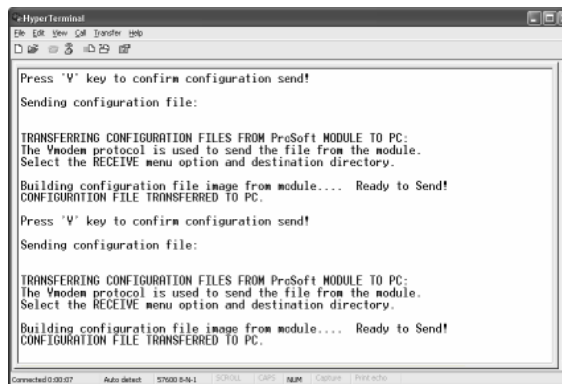 HyperTerminal
File Edit View Call Transfer Help
Press 'Y' key to confirm configuration send!
Sending configuration file:
TRANSFERRING CONFIGURATION FILES FROM ProSoft MODULE TO PC:
The Ymodem protocol is used to send the file from the module.
Select the RECEIVE menu option and destination directory.
Building configuration file image from module.... Ready to Send!
CONFIGURATION FILE TRANSFERRED TO PC.
Press 'Y' key to confirm configuration send!
Sending configuration file:
TRANSFERRING CONFIGURATION FILES FROM ProSoft MODULE TO PC:
The Ymodem protocol is used to send the file from the module.
Select the RECEIVE menu option and destination directory.
Building configuration file image from module.... Ready to Send!
CONFIGURATION FILE TRANSFERRED TO PC.
Connected 0:00:07 Auto detect 57600 8-N-1 SCROLL CAPS NUM Capture Print echo